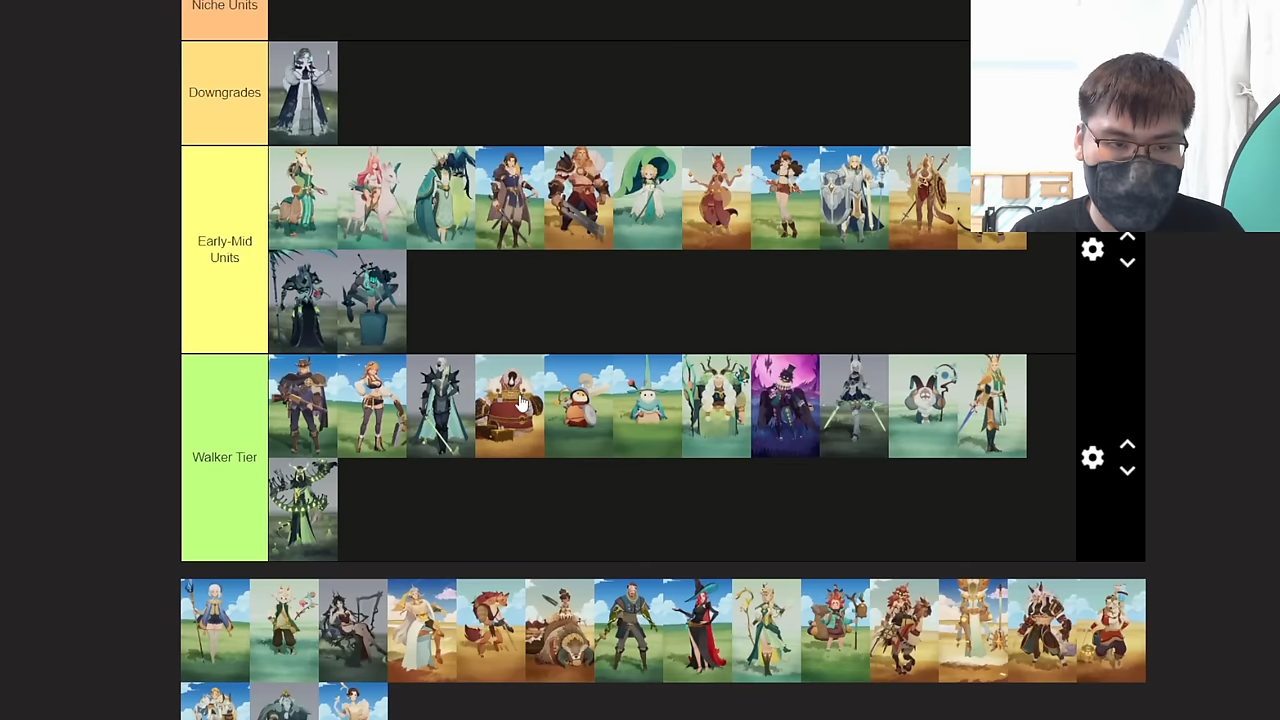 Niche Units
Downgrades
Early-Mid
Units
Walker Tier